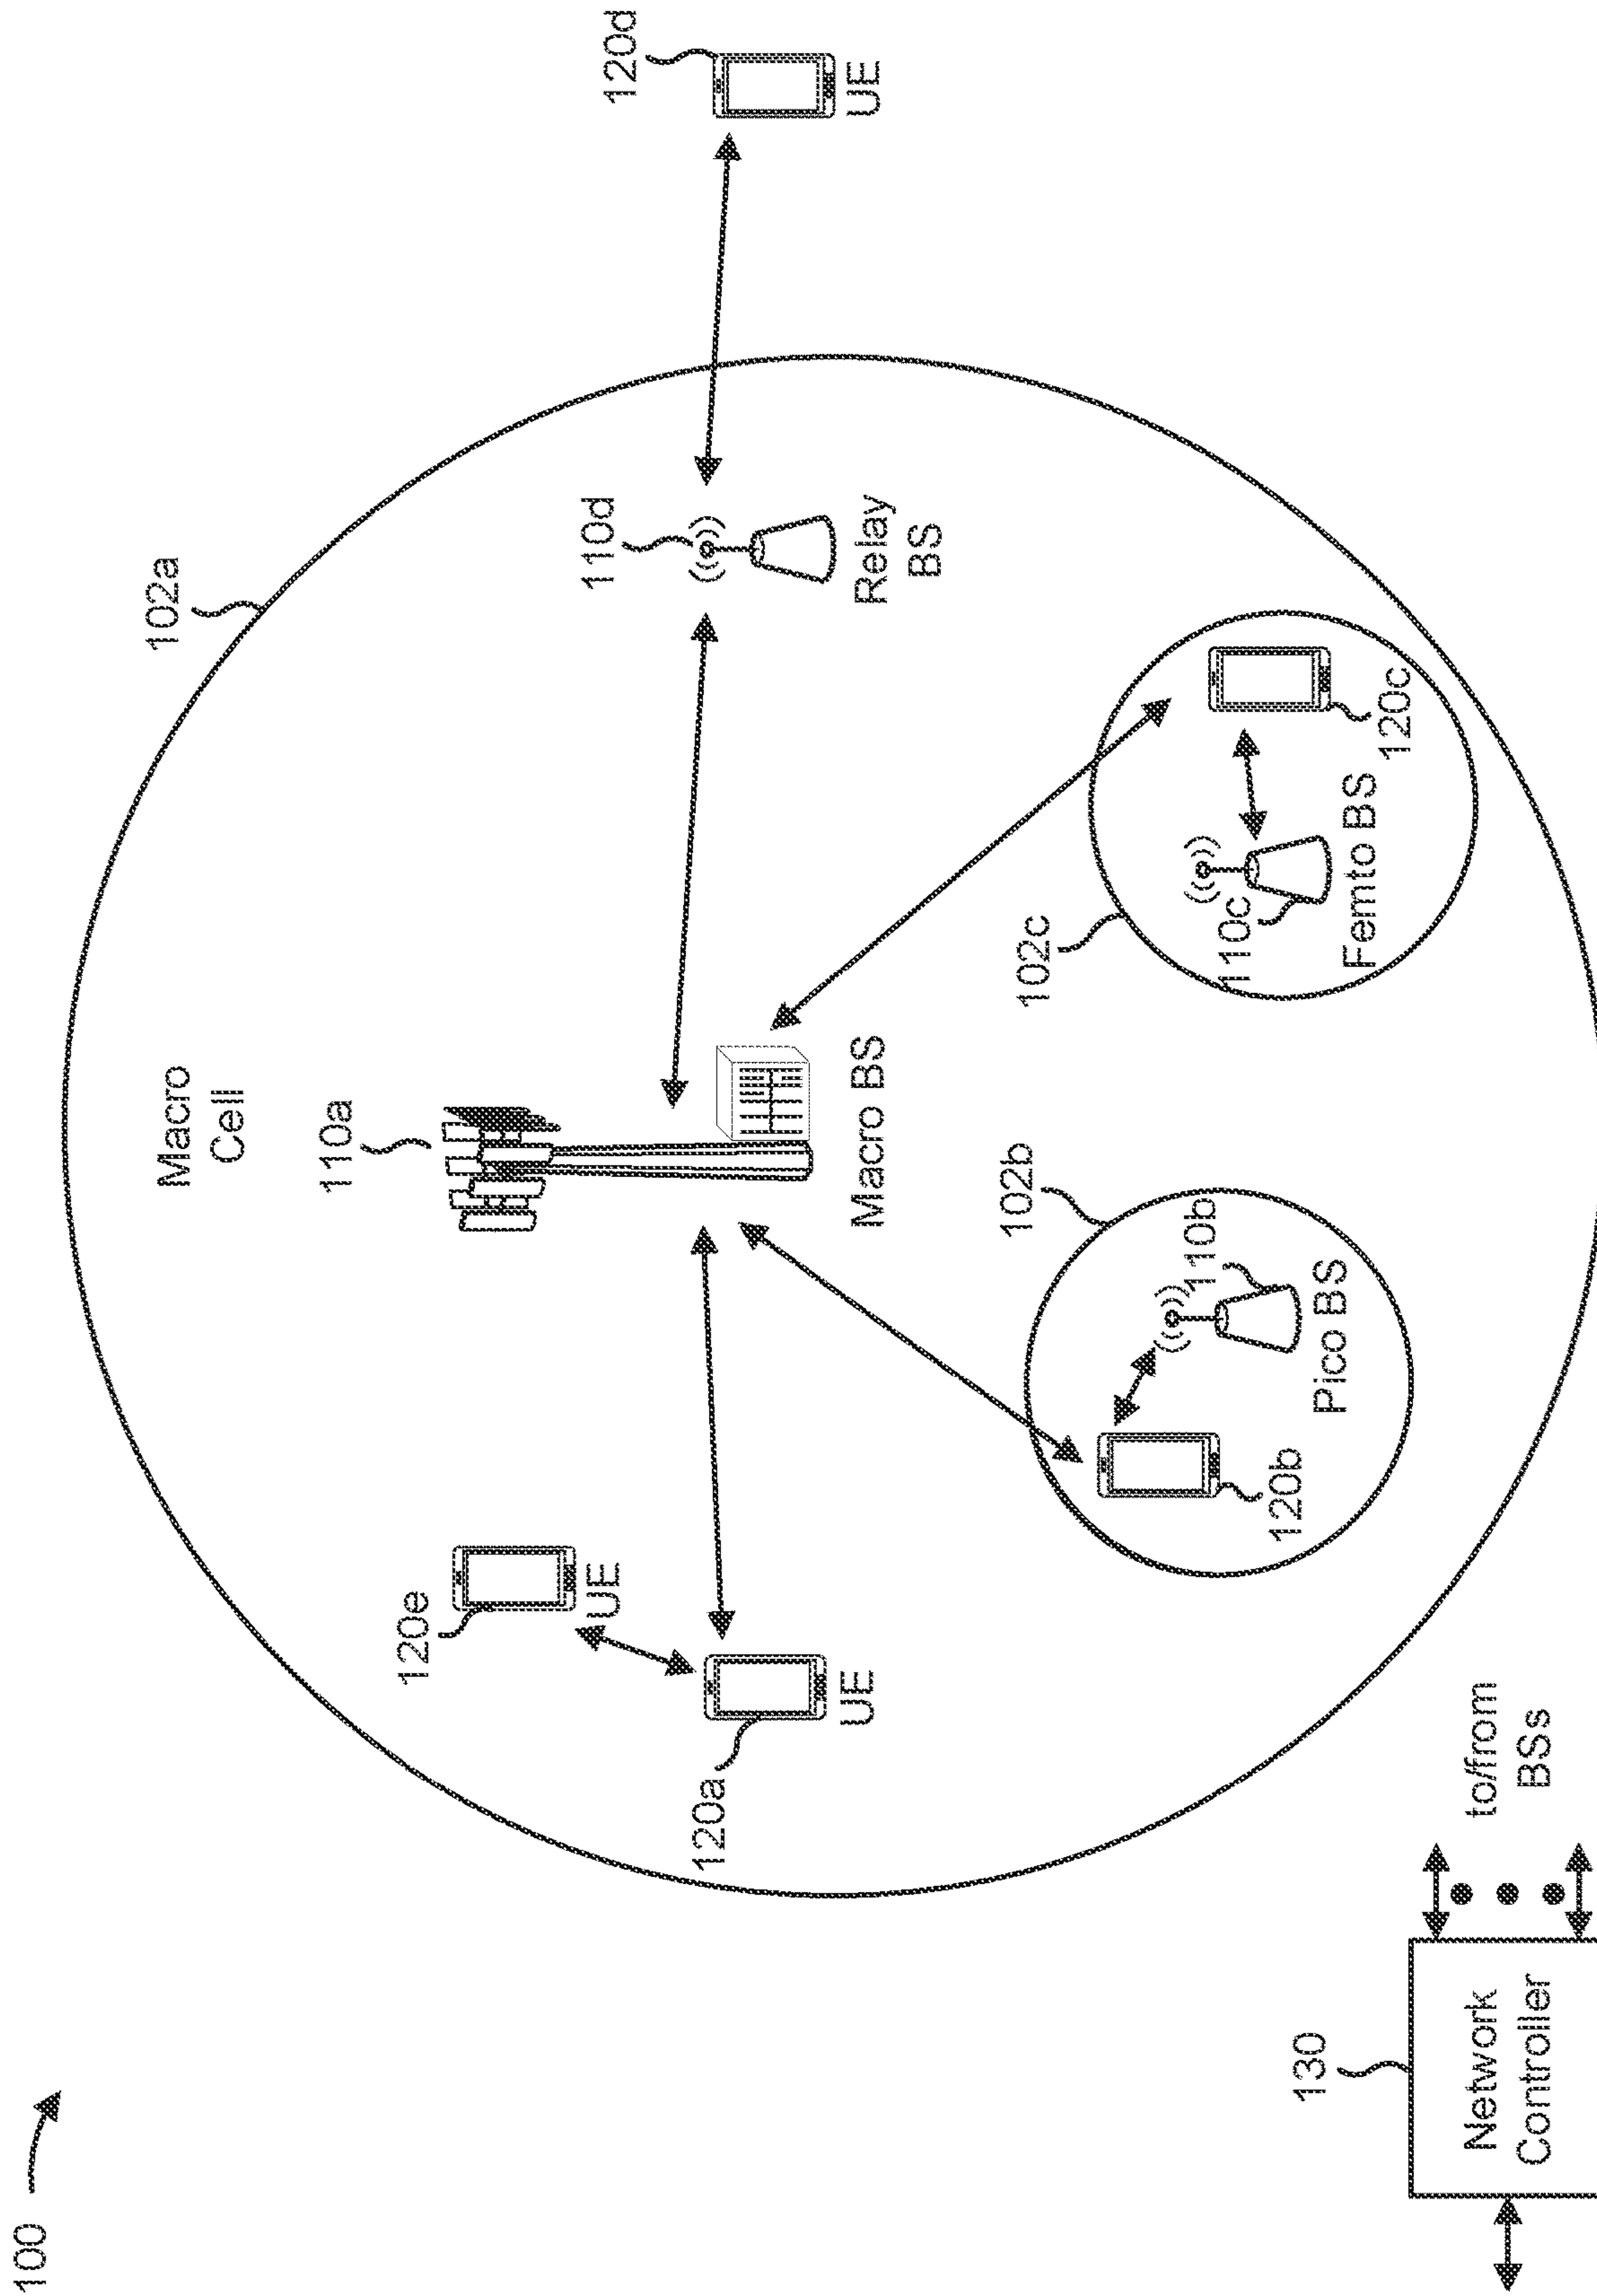 100
102a
Macro
Cell
110a
120d
UE
120e
UE
110d
Relay
BS
120a
UE
Macro BS
102b
102c
110b
Pico BS
120b
110c
Femto BS
120c
130
Network
Controller
to/from
BSs